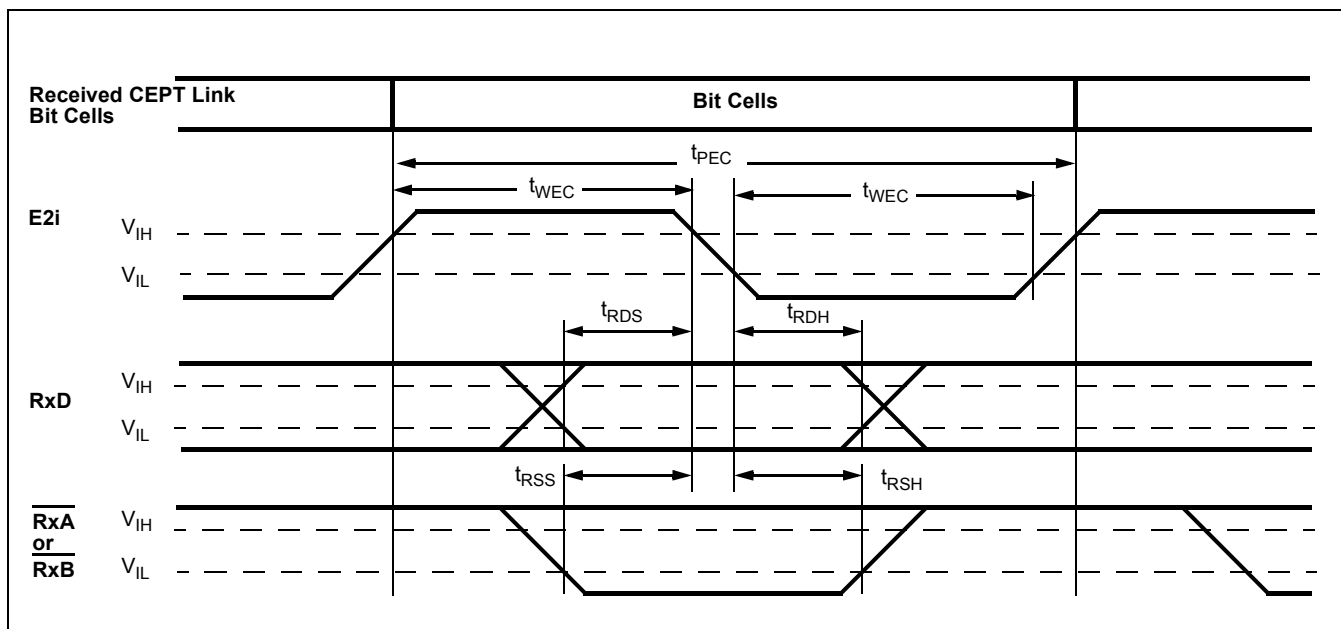 Received CEPT Link
Bit Cells
Bit Cells
tPEC
tWEC
tWEC
E2i
VIH
VIL
tRDS
tRDH
RxD
VIH
VIL
tRSS
tRSH
RxA
or
RxB
VIH
VIL